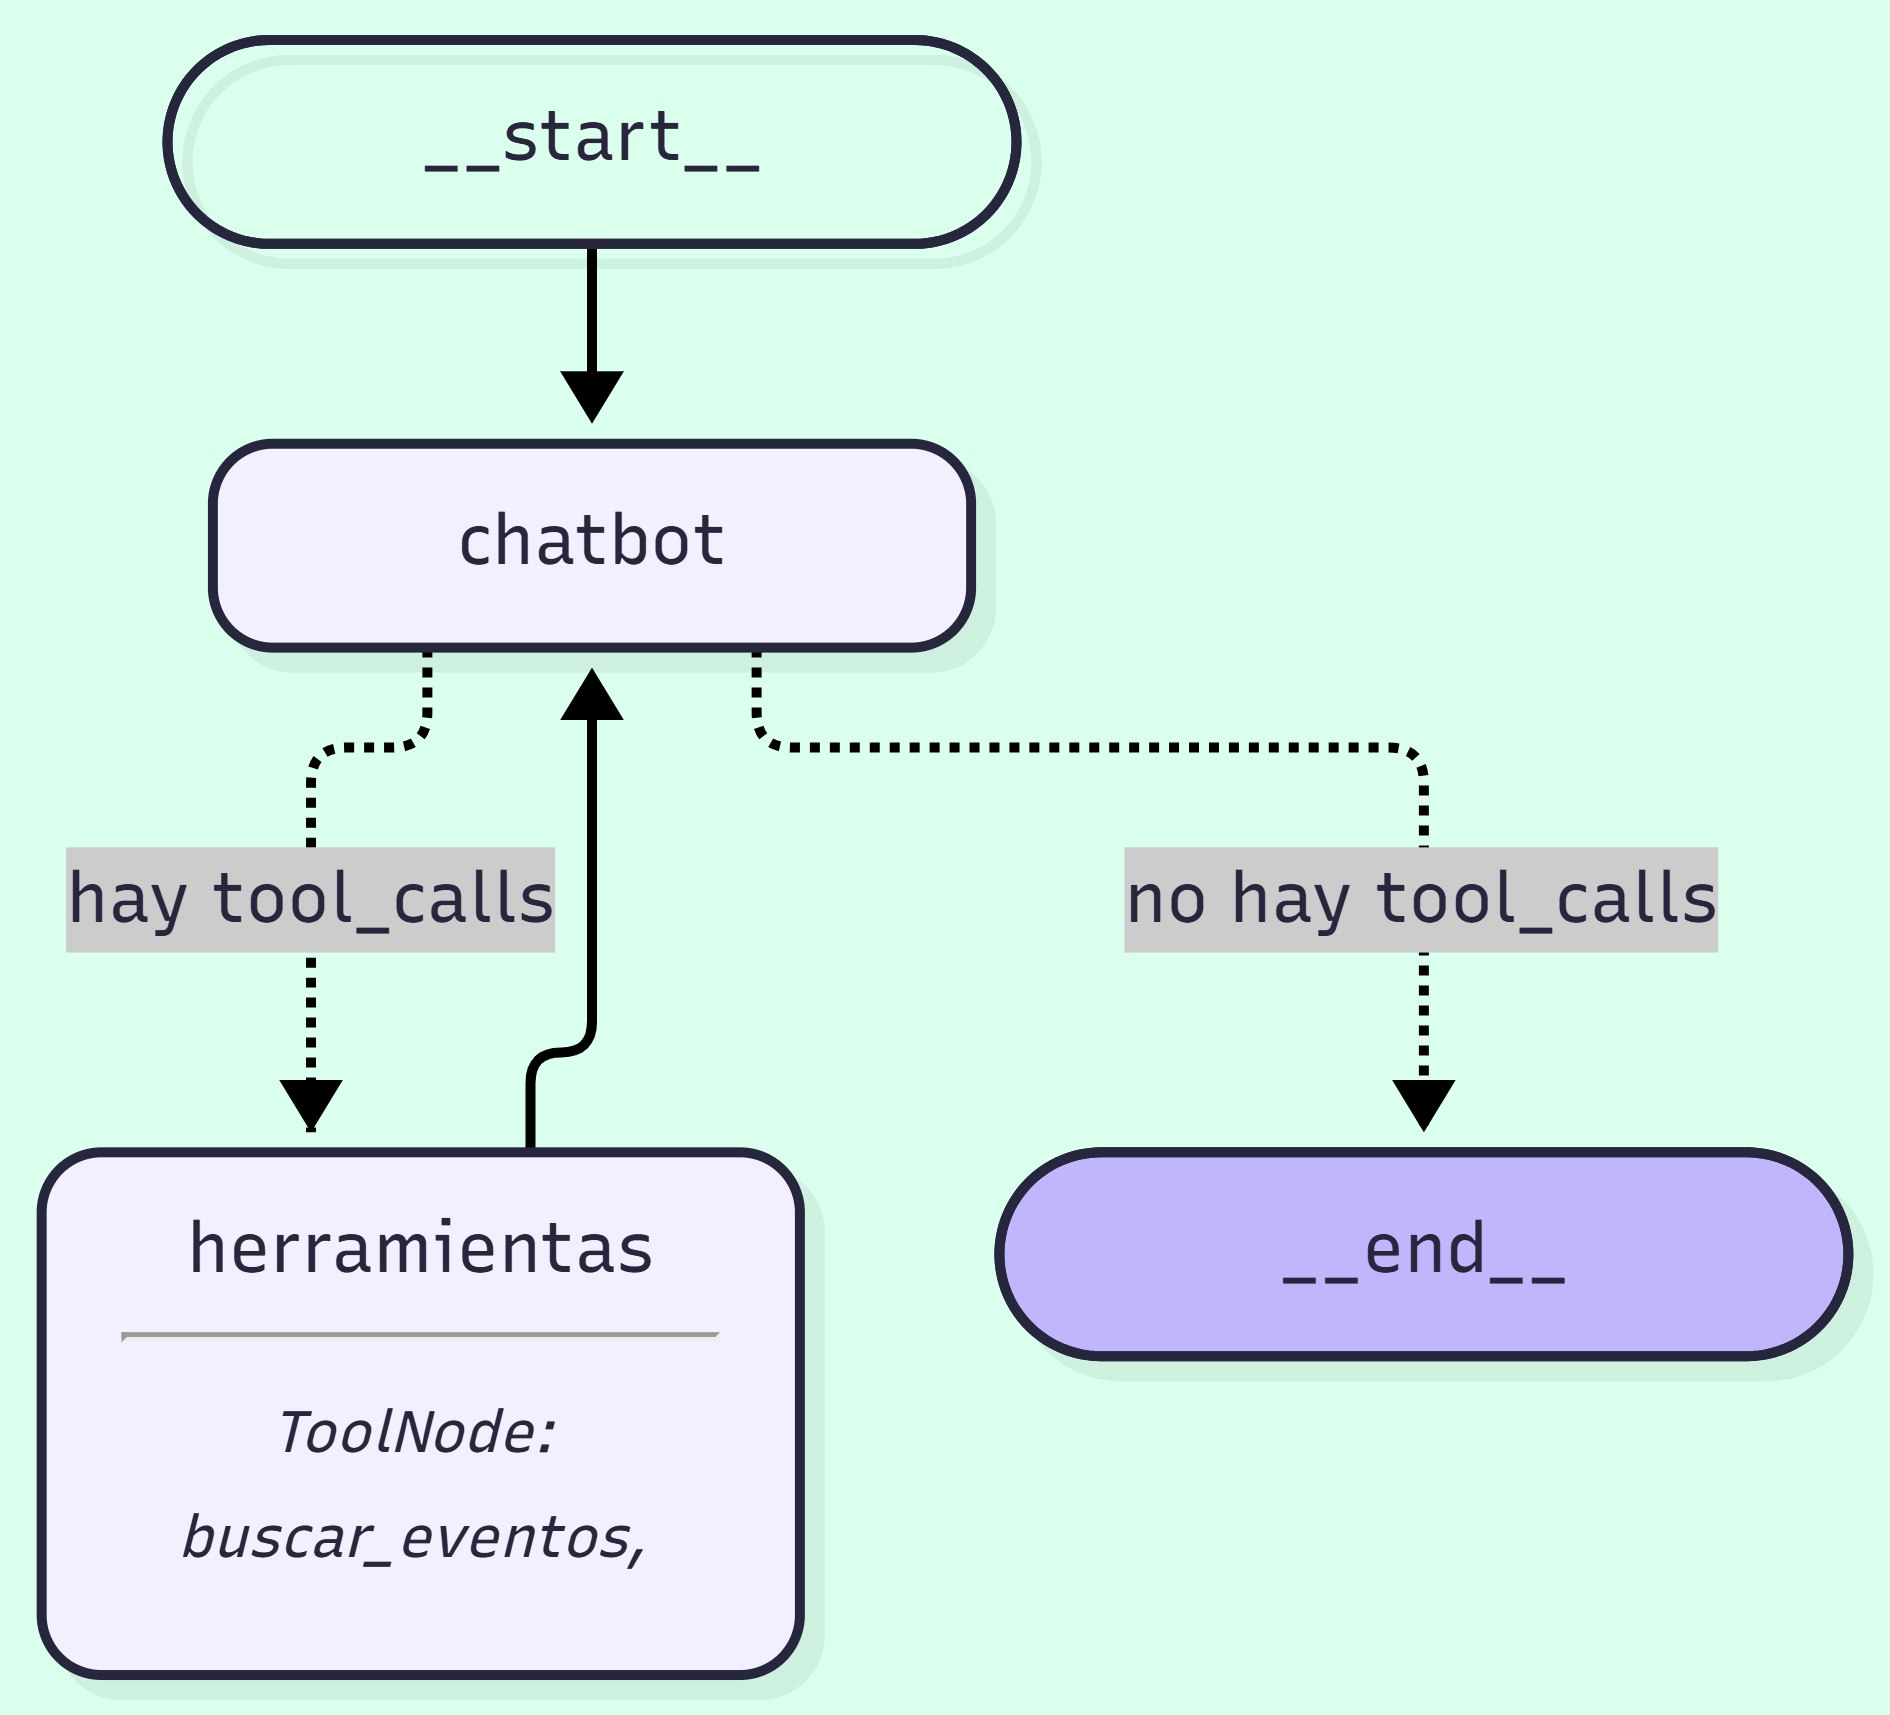 __start__
chatbot
hay tool_calls
no hay tool_calls
herramientas
__end__
ToolNode:
buscar_eventos,